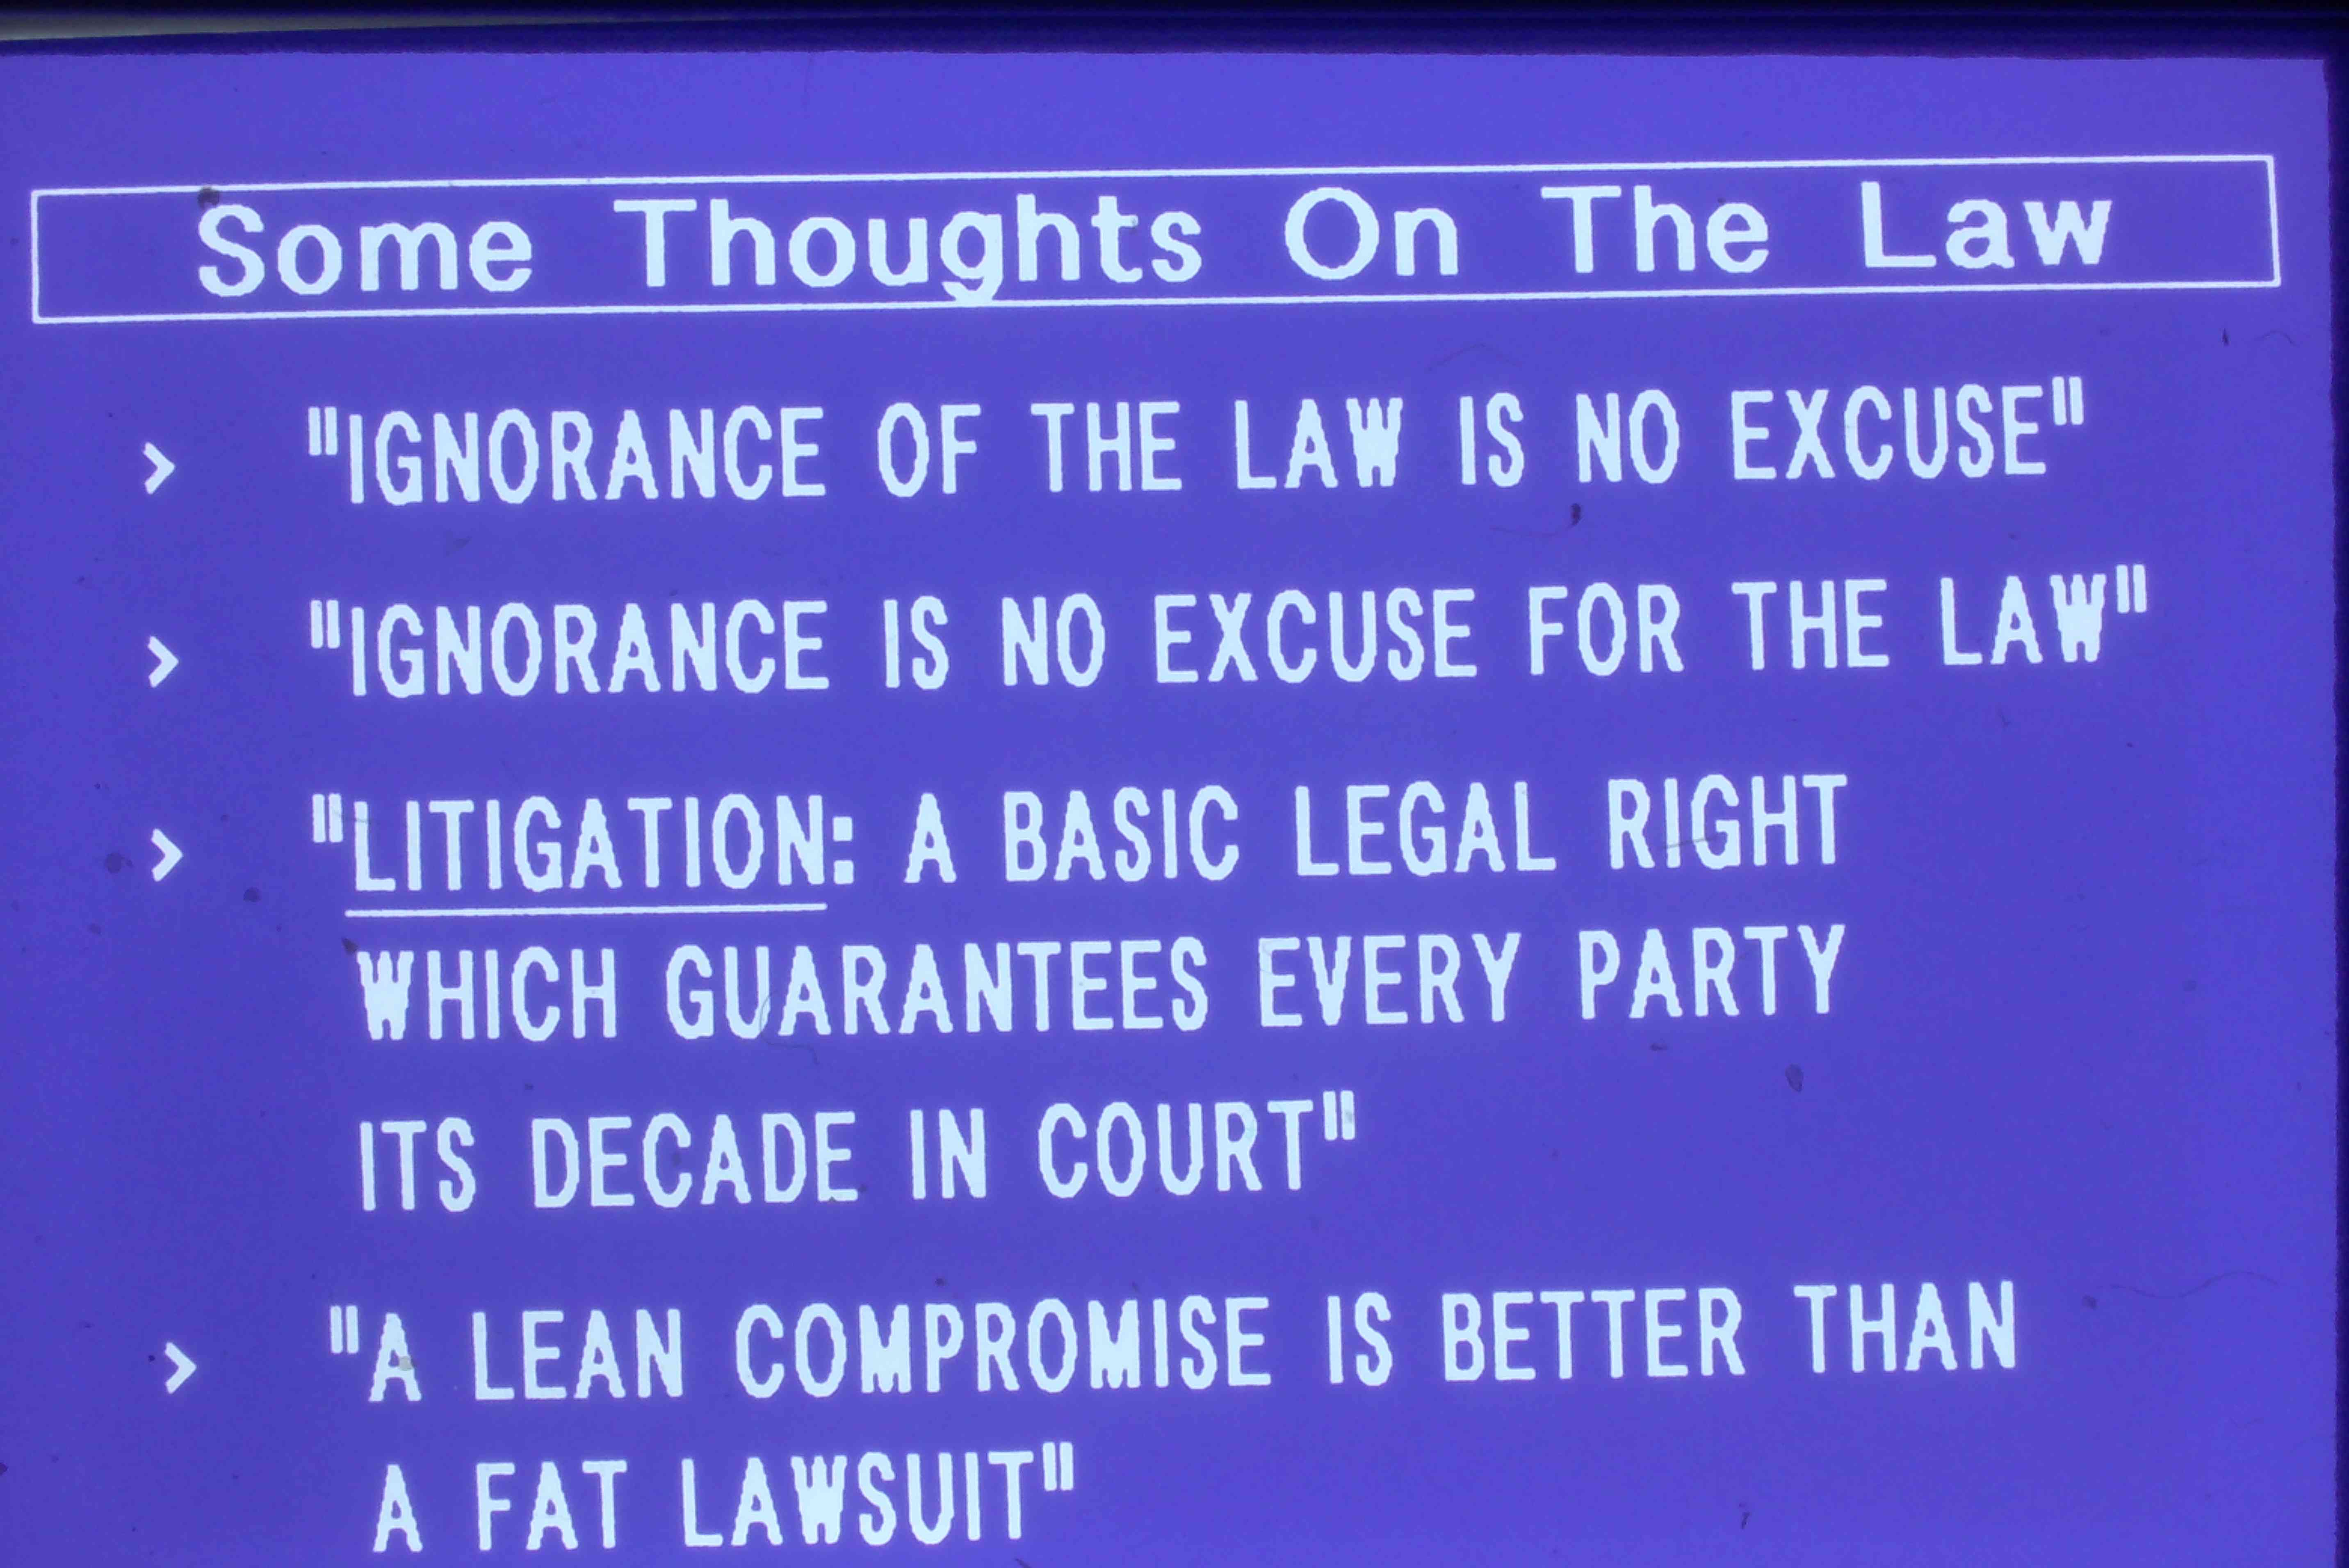 Some Thoughts On The Law
> "IGNORANCE OF THE LAW IS NO EXCUSE"
> "IGNORANCE IS NO EXCUSE FOR THE LAW"
> "LITIGATION: A BASIC LEGAL RIGHT
WHICH GUARANTEES EVERY PARTY
ITS DECADE IN COURT"
> "A LEAN COMPROMISE IS BETTER THAN
A FAT LAWSUIT"